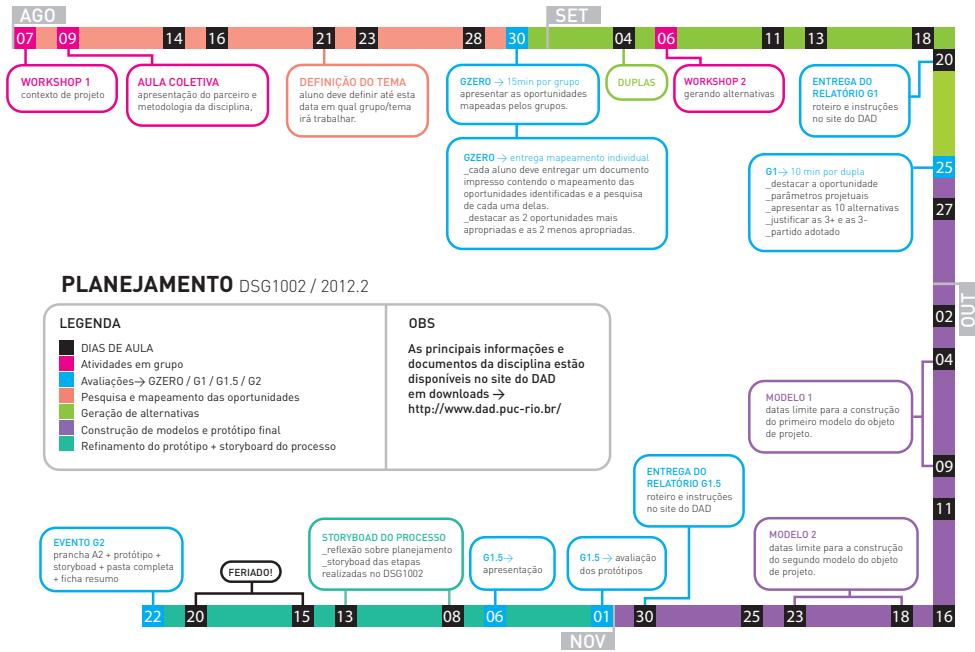 AGO
SET
07
09
14
16
21
23
28
30
04
06
11
13
18
20
WORKSHOP 1
contexto de projeto
AULA COLETIVA
apresentação do parceiro e
metodologia da disciplina,
DEFINIÇÃO DO TEMA
aluno deve definir até esta
data em qual grupo/tema
irá trabalhar.
GZERO → 15min por grupo
apresentar as oportunidades
mapeadas pelos grupos.
DUPLAS
WORKSHOP 2
gerando alternativas
ENTREGA DO
RELATÓRIO G1
roteiro e instruções
no site do DAD
GZERO → entrega mapeamento individual
_cada aluno deve entregar um documento
impresso contendo o mapeamento das
oportunidades identificadas e a pesquisa
de cada uma delas.
_destacar as 2 oportunidades mais
apropriadas e as 2 menos apropriadas.
G1→ 10 min por dupla
_destacar a oportunidade
_parâmetros projetuais
_apresentar as 10 alternativas
_justificar as 3+ e as 3-
_partido adotado
25
27
PLANEJAMENTO DSG1002 / 2012.2
LEGENDA
DIAS DE AULA
Atividades em grupo
Avaliações→ GZERO / G1 / G1.5 / G2
Pesquisa e mapeamento das oportunidades
Geração de alternativas
Construção de modelos e protótipo final
Refinamento do protótipo + storyboard do processo
OBS
As principais informações e
documentos da disciplina estão
disponíveis no site do DAD
em downloads →
http://www.dad.puc-rio.br/
OUT
02
04
MODELO 1
datas limite para a construção
do primeiro modelo do objeto
de projeto.
09
11
ENTREGA DO
RELATÓRIO G1.5
roteiro e instruções
no site do DAD
MODELO 2
datas limite para a construção
do segundo modelo do objeto
de projeto.
EVENTO G2
prancha A2 + protótipo +
storyboad + pasta completa
+ ficha resumo
FERIADO!
STORYBOAD DO PROCESSO
_reflexão sobre planejamento
_storyboad das etapas
realizadas no DSG1002
G1.5→
apresentação
G1.5 → avaliação
dos protótipos
22
20
15
13
08
06
01
30
25
23
18
16
NOV